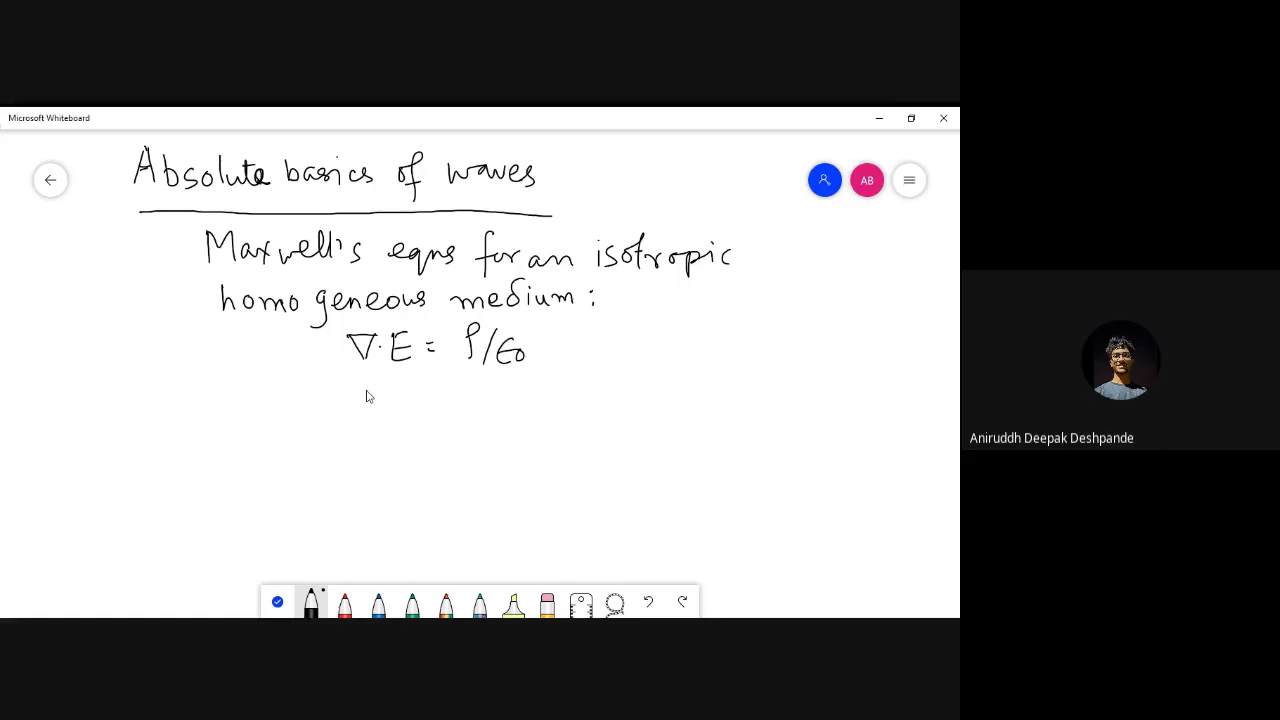 Microsoft Whiteboard
Absolute basics of waves
AB
Maxwell's eqns for an isotropic
homogeneous medium :
∇·E = ρ/ϵ₀
Aniruddh Deepak Deshpande